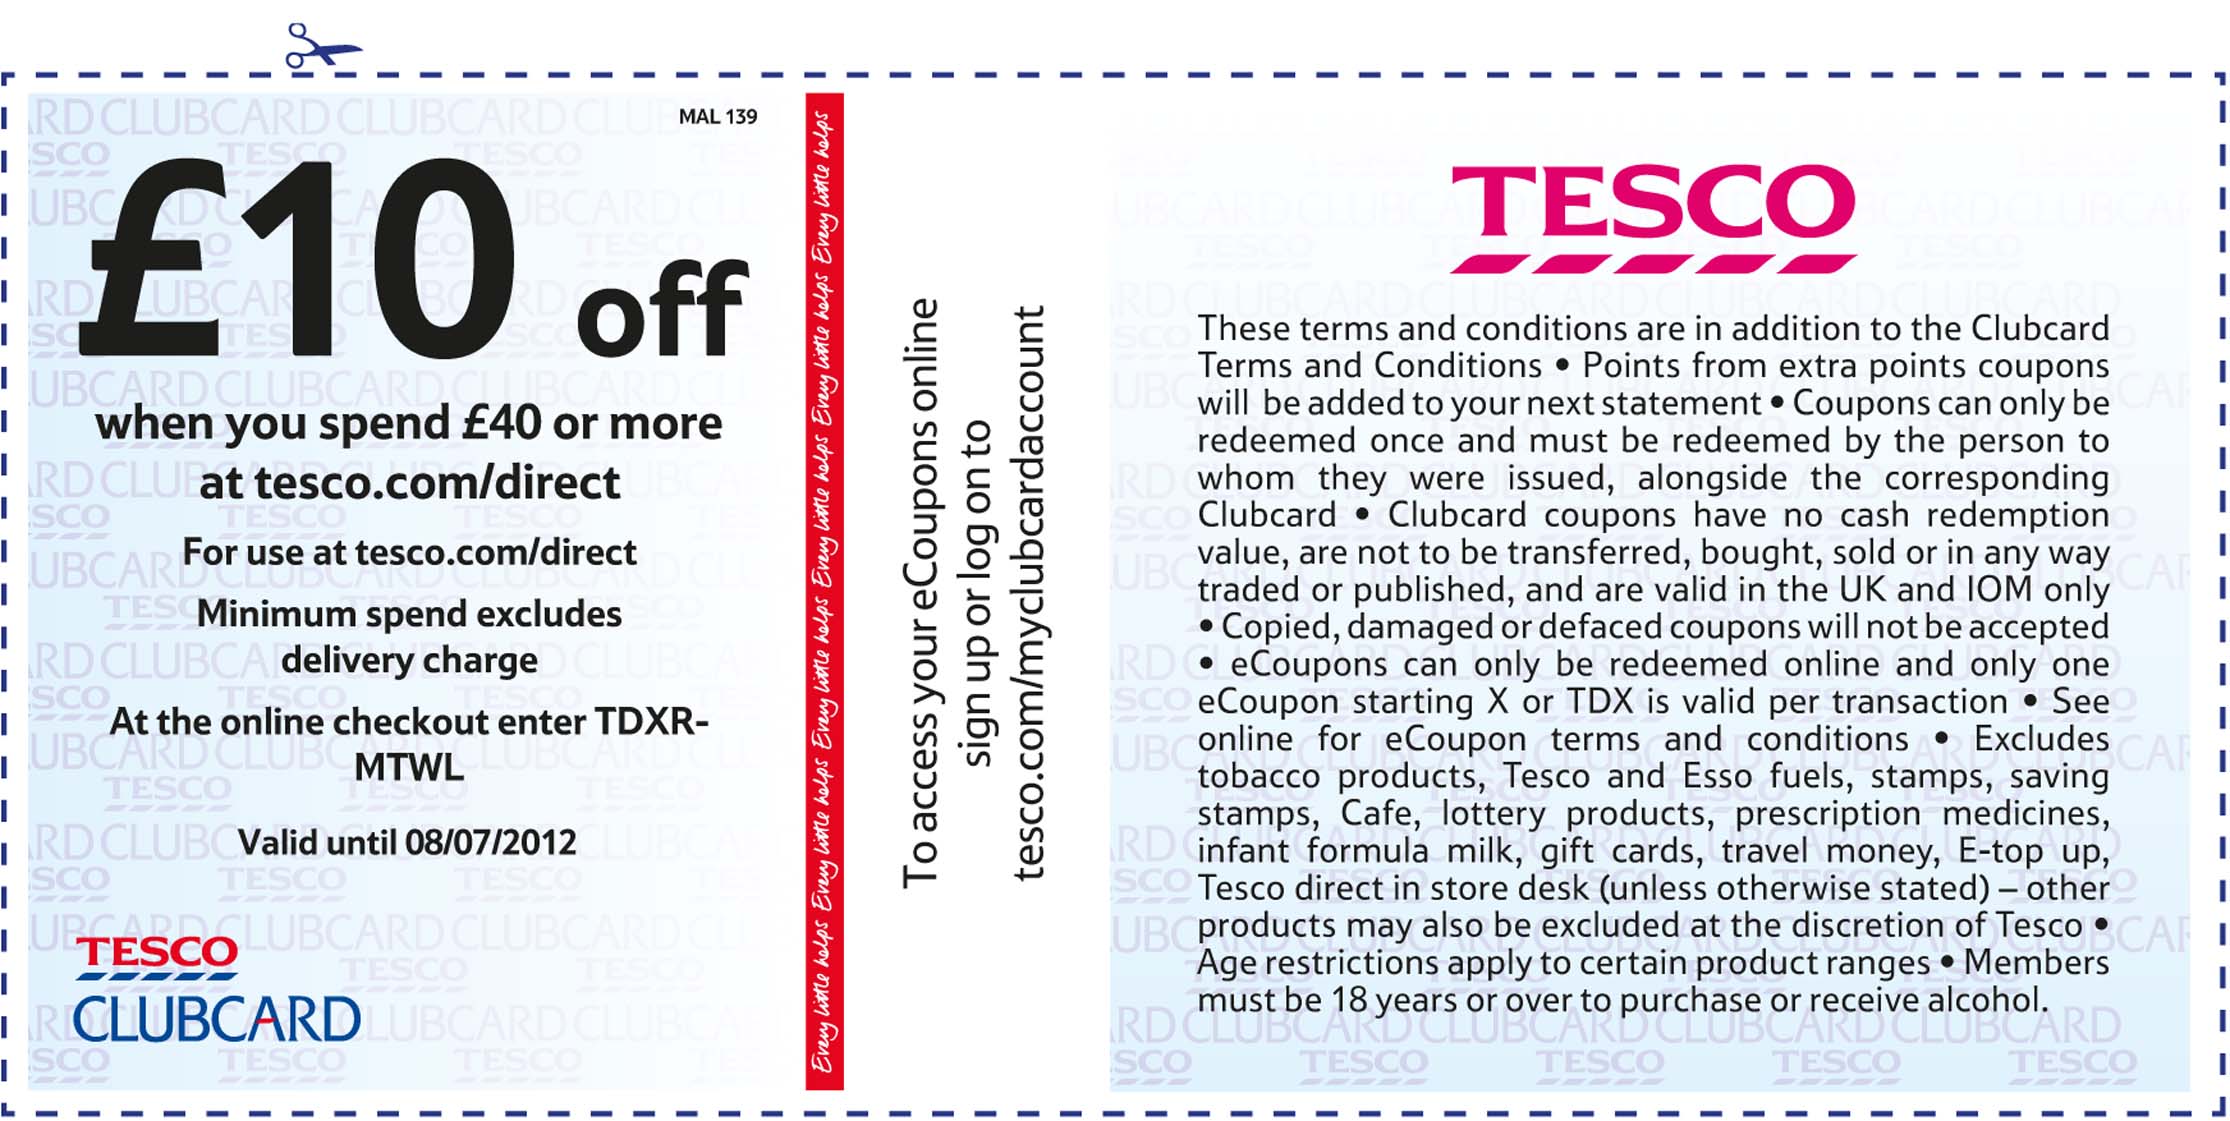 MAL 139
£10 off
when you spend £40 or more
at tesco.com/direct
For use at tesco.com/direct
Minimum spend excludes
delivery charge
At the online checkout enter TDXR-
MTWL
Valid until 08/07/2012
TESCO
CLUBCARD
Every little helps Every little helps Every little helps Every little helps Every little helps Every little helps
To access your eCoupons online
sign up or log on to
tesco.com/myclubcardaccount
TESCO
These terms and conditions are in addition to the Clubcard
Terms and Conditions • Points from extra points coupons
will be added to your next statement • Coupons can only be
redeemed once and must be redeemed by the person to
whom they were issued, alongside the corresponding
Clubcard • Clubcard coupons have no cash redemption
value, are not to be transferred, bought, sold or in any way
traded or published, and are valid in the UK and IOM only
• Copied, damaged or defaced coupons will not be accepted
• eCoupons can only be redeemed online and only one
eCoupon starting X or TDX is valid per transaction • See
online for eCoupon terms and conditions • Excludes
tobacco products, Tesco and Esso fuels, stamps, saving
stamps, Cafe, lottery products, prescription medicines,
infant formula milk, gift cards, travel money, E-top up,
Tesco direct in store desk (unless otherwise stated) – other
products may also be excluded at the discretion of Tesco •
Age restrictions apply to certain product ranges • Members
must be 18 years or over to purchase or receive alcohol.